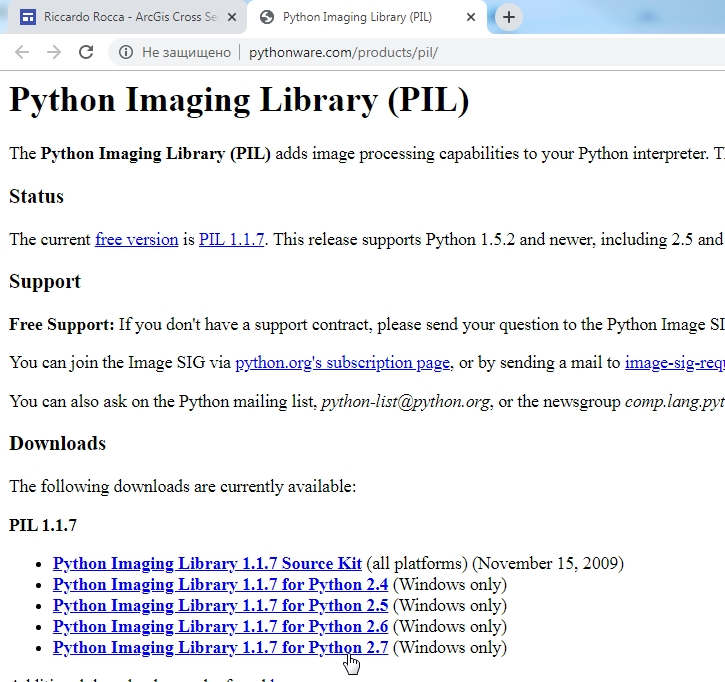 Riccardo Rocca - ArcGis Cross Se
Python Imaging Library (PIL)
Не защищено
pythonware.com/products/pil/
Python Imaging Library (PIL)
The Python Imaging Library (PIL) adds image processing capabilities to your Python interpreter. T
Status
The current free version is PIL 1.1.7. This release supports Python 1.5.2 and newer, including 2.5 and
Support
Free Support: If you don't have a support contract, please send your question to the Python Image SI
You can join the Image SIG via python.org's subscription page, or by sending a mail to image-sig-requ
You can also ask on the Python mailing list, python-list@python.org, or the newsgroup comp.lang.pyt
Downloads
The following downloads are currently available:
PIL 1.1.7
Python Imaging Library 1.1.7 Source Kit (all platforms) (November 15, 2009)
Python Imaging Library 1.1.7 for Python 2.4 (Windows only)
Python Imaging Library 1.1.7 for Python 2.5 (Windows only)
Python Imaging Library 1.1.7 for Python 2.6 (Windows only)
Python Imaging Library 1.1.7 for Python 2.7 (Windows only)